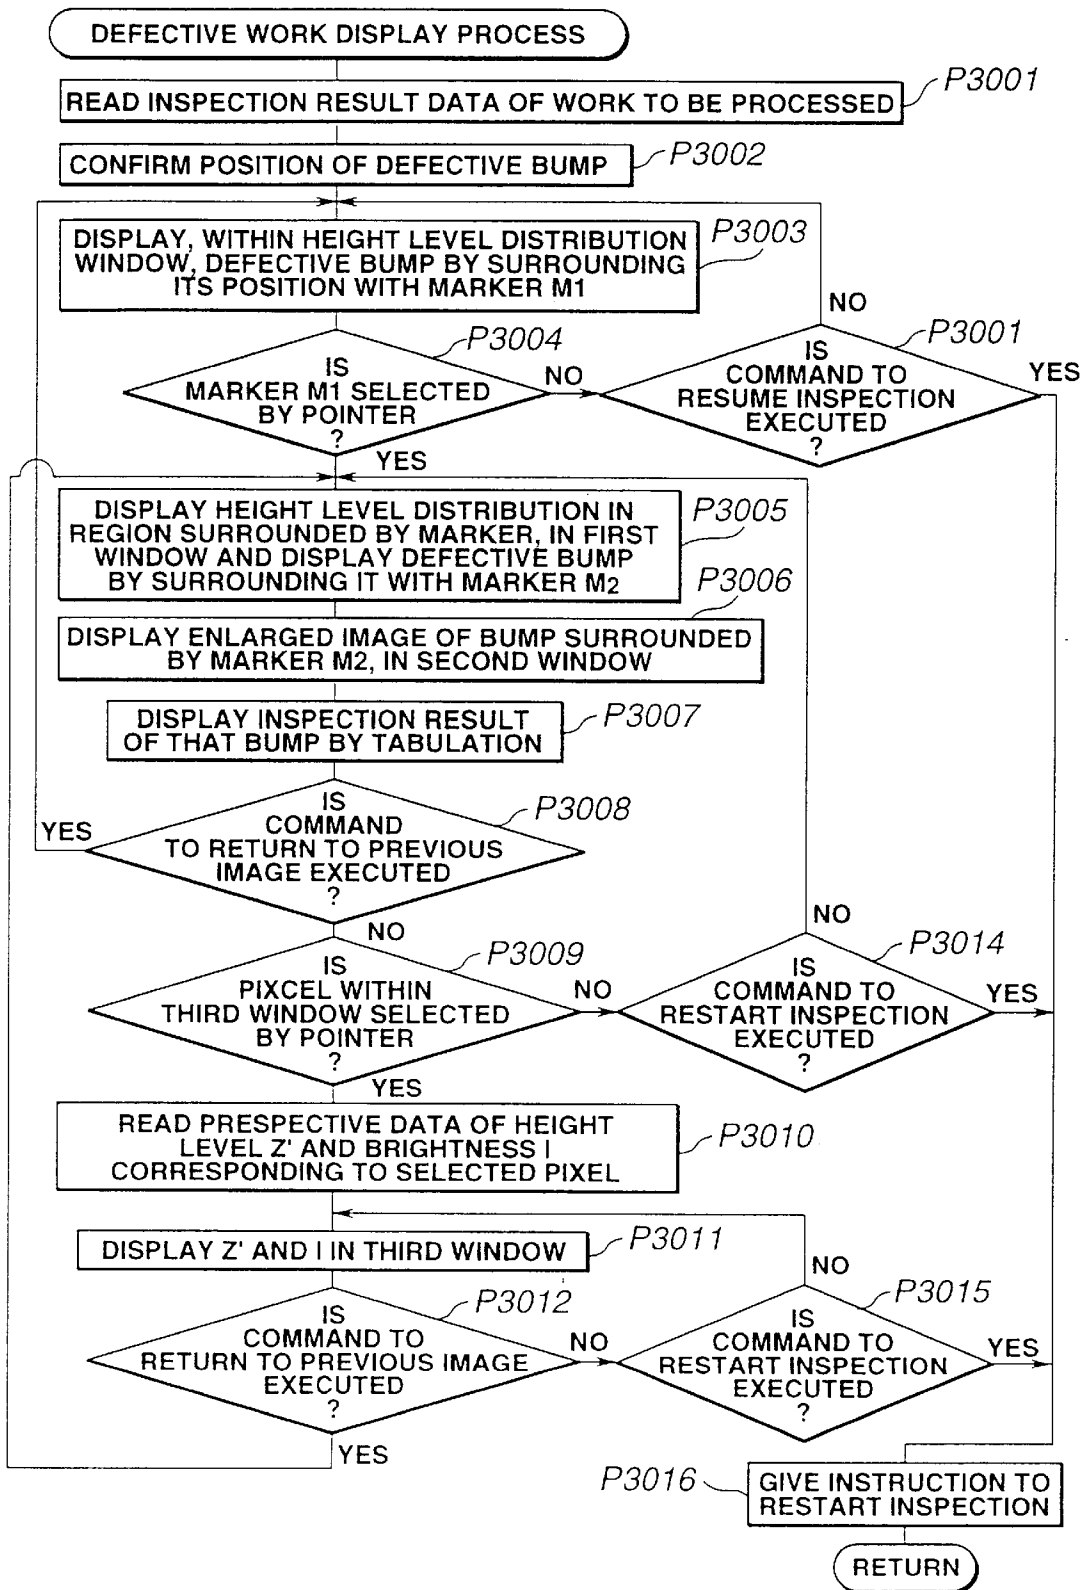 DEFECTIVE WORK DISPLAY PROCESS
P3001
READ INSPECTION RESULT DATA OF WORK TO BE PROCESSED
P3002
CONFIRM POSITION OF DEFECTIVE BUMP
P3003
DISPLAY, WITHIN HEIGHT LEVEL DISTRIBUTION
WINDOW, DEFECTIVE BUMP BY SURROUNDING
ITS POSITION WITH MARKER M1
NO
P3004
P3001
IS
MARKER M1 SELECTED
BY POINTER
?
NO
IS
COMMAND TO
RESUME INSPECTION
EXECUTED
?
YES
YES
DISPLAY HEIGHT LEVEL DISTRIBUTION IN
REGION SURROUNDED BY MARKER, IN FIRST
WINDOW AND DISPLAY DEFECTIVE BUMP
BY SURROUNDING IT WITH MARKER M2
P3005
P3006
DISPLAY ENLARGED IMAGE OF BUMP SURROUNDED
BY MARKER M2, IN SECOND WINDOW
P3007
DISPLAY INSPECTION RESULT
OF THAT BUMP BY TABULATION
P3008
IS
COMMAND
TO RETURN TO PREVIOUS
IMAGE EXECUTED
?
YES
NO
NO
P3009
P3014
IS
PIXCEL WITHIN
THIRD WINDOW SELECTED
BY POINTER
?
NO
IS
COMMAND TO
RESTART INSPECTION
EXECUTED
?
YES
YES
READ PRESPECTIVE DATA OF HEIGHT
LEVEL Z' AND BRIGHTNESS I
CORRESPONDING TO SELECTED PIXEL
P3010
DISPLAY Z' AND I IN THIRD WINDOW
P3011
NO
P3012
P3015
IS
COMMAND TO
RETURN TO PREVIOUS IMAGE
EXECUTED
?
NO
IS
COMMAND TO
RESTART INSPECTION
EXECUTED
?
YES
YES
P3016
GIVE INSTRUCTION TO
RESTART INSPECTION
RETURN